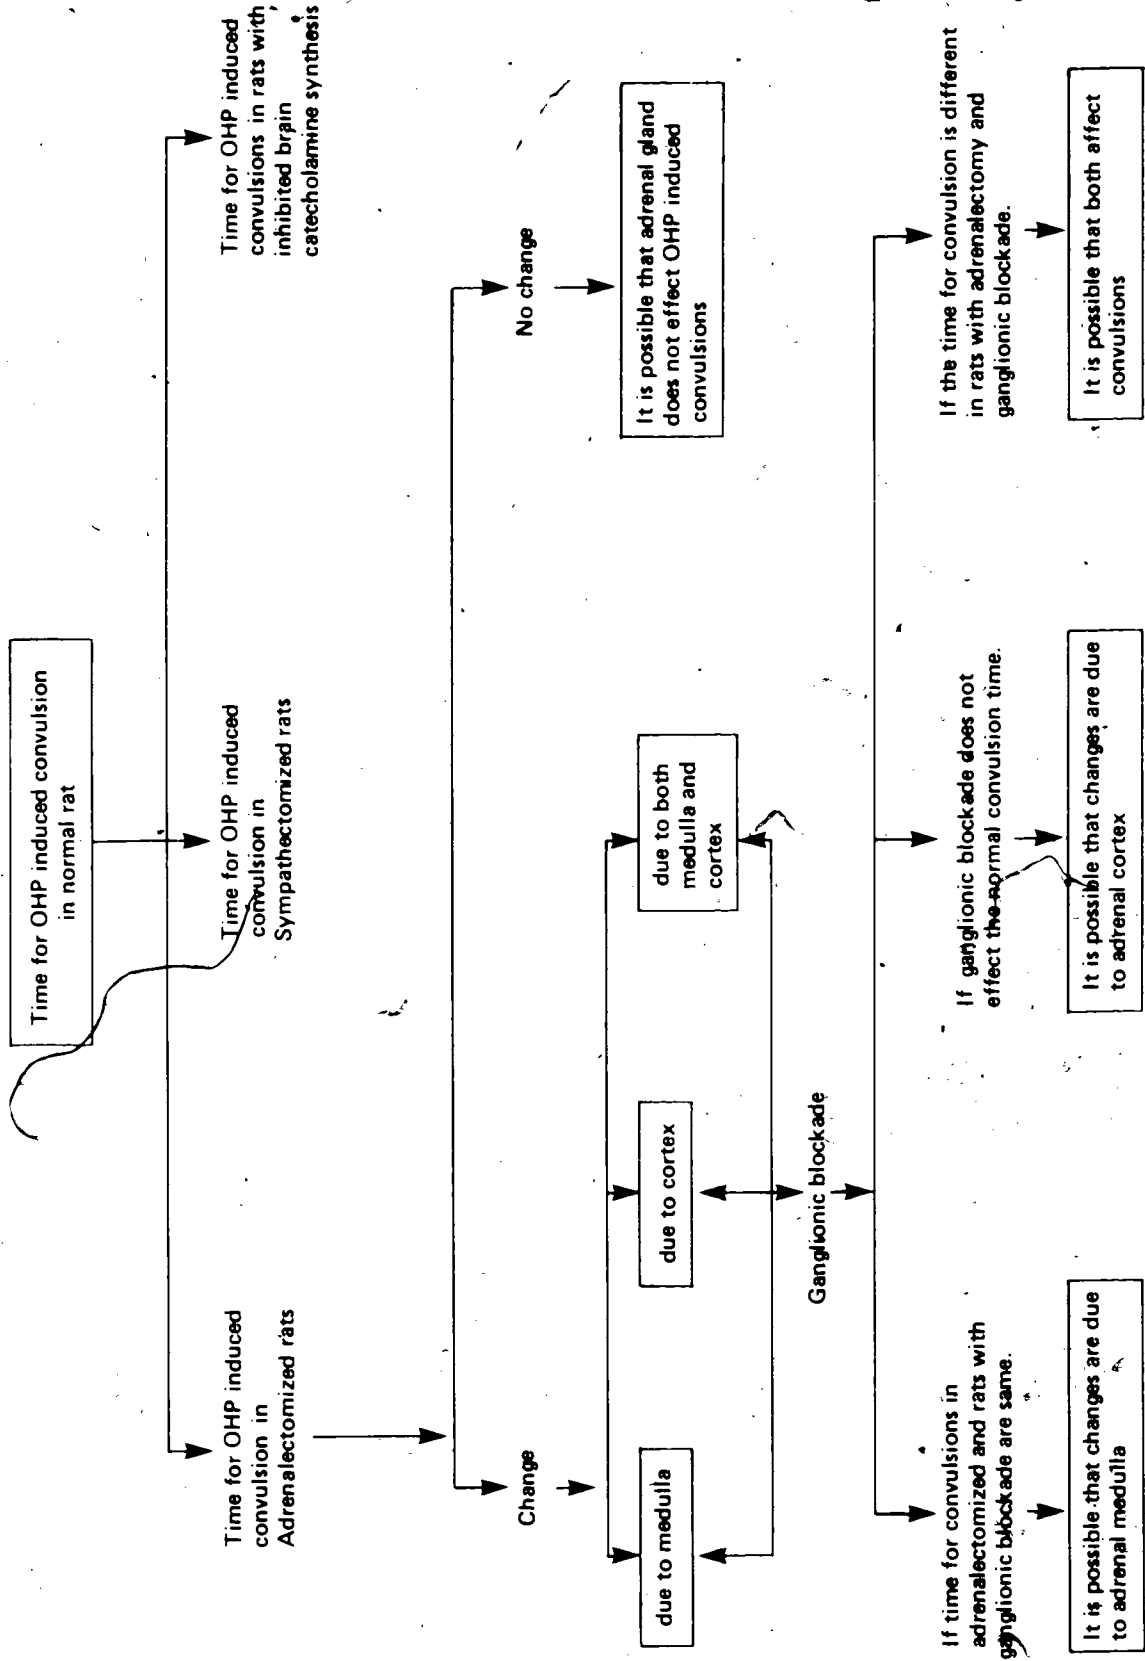 Time for OHP induced convulsion
in normal rat
Time for OHP induced
convulsion in
Adrenalectomized rats
Time for OHP induced
convulsion in
Sympathectomized rats
Time for OHP induced
convulsions in rats with
inhibited brain
catecholamine synthesis
Change
No change
due to medulla
due to cortex
due to both
medulla and
cortex
It is possible that adrenal gland
does not effect OHP induced
convulsions
Ganglionic blockade
If time for convulsions in
adrenalectomized and rats with
ganglionic blockade are same.
If ganglionic blockade does not
effect the normal convulsion time.
If the time for convulsion is different
in rats with adrenalectomy and
ganglionic blockade.
It is possible that changes are due
to adrenal medulla
It is possible that changes are due
to adrenal cortex
It is possible that both affect
convulsions